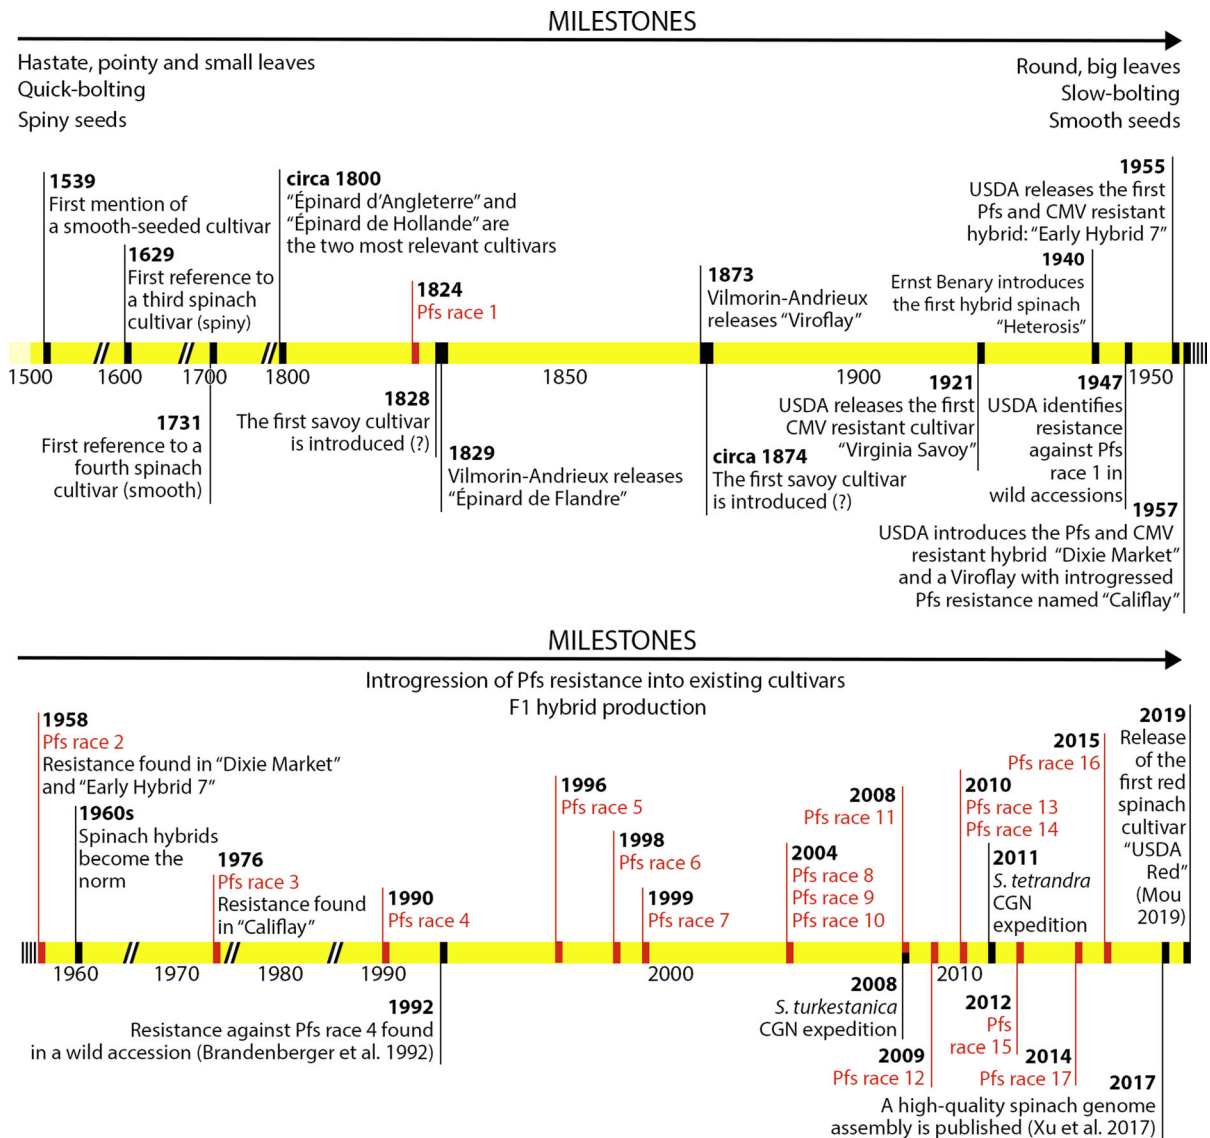 MILESTONES
Hastate, pointy and small leaves
Quick-bolting
Spiny seeds
Round, big leaves
Slow-bolting
Smooth seeds
1539
First mention of
a smooth-seeded cultivar
1629
First reference to
a third spinach
cultivar (spiny)
circa 1800
“Épinard d’Angleterre” and
“Épinard de Hollande” are
the two most relevant cultivars
1824
Pfs race 1
1873
Vilmorin-Andrieux
releases “Viroflay”
1940
Ernst Benary introduces
the first hybrid spinach
“Heterosis”
1955
USDA releases the first
Pfs and CMV resistant
hybrid: “Early Hybrid 7”
1500 1600 1700 1800 1850 1900 1950
1731
First reference to a
fourth spinach
cultivar (smooth)
1828
The first savoy cultivar
is introduced (?)
1829
Vilmorin-Andrieux releases
“Épinard de Flandre”
circa 1874
The first savoy cultivar
is introduced (?)
1921
USDA releases the first
CMV resistant cultivar
“Virginia Savoy”
1947
USDA identifies
resistance
against Pfs
race 1 in
wild accessions
1957
USDA introduces the Pfs and CMV
resistant hybrid “Dixie Market”
and a Viroflay with introgressed
Pfs resistance named “Califlay”
MILESTONES
Introgression of Pfs resistance into existing cultivars
F1 hybrid production
1958
Pfs race 2
Resistance found in “Dixie Market”
and “Early Hybrid 7”
1960s
Spinach hybrids
become the
norm
1976
Pfs race 3
Resistance found
in “Califlay”
1990
Pfs race 4
1996
Pfs race 5
1998
Pfs race 6
1999
Pfs race 7
2004
Pfs race 8
Pfs race 9
Pfs race 10
2008
Pfs race 11
2010
Pfs race 13
Pfs race 14
2011
S. tetrandra
CGN
expedition
2015
Pfs race 16
2019
Release
of the
first red
spinach
cultivar
“USDA
Red”
(Mou
2019)
1960 1970 1980 1990 2000 2010
1992
Resistance against Pfs race 4 found
in a wild accession (Brandenberger et al. 1992)
2008
S. turkestanica
CGN expedition
2009
Pfs race 12
2012
Pfs
race 15
2014
Pfs race 17
2017
A high-quality spinach genome
assembly is published (Xu et al. 2017)